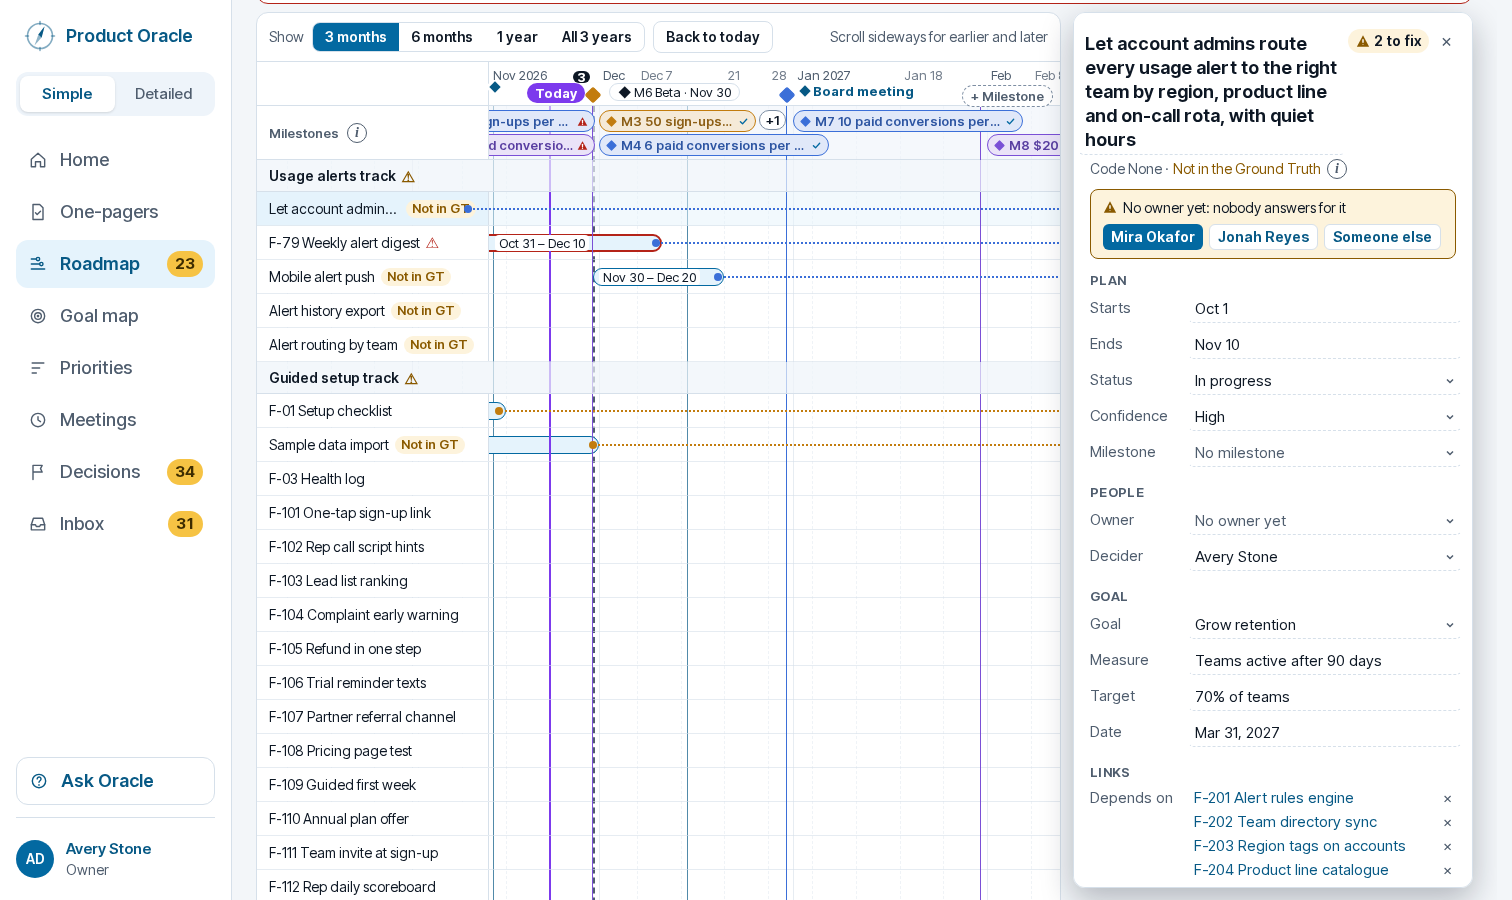 Product Oracle
Simple
Detailed
Home
One-pagers
Roadmap
23
Goal map
Priorities
Meetings
Decisions
34
Inbox
31
Ask Oracle
AD
Avery Stone
Owner
Show
3 months
6 months
1 year
All 3 years
Back to today
Scroll sideways for earlier and later
Nov 2026
3
Dec
Dec 7
21
28
Jan 2027
Jan 18
Feb
Feb
Today
M6 Beta · Nov 30
Board meeting
+ Milestone
Milestones
i
gn-ups per ...
M3 50 sign-ups...
+1
M7 10 paid conversions per...
d conversio...
M4 6 paid conversions per ...
M8 $20
Usage alerts track
Let account admin...
Not in GT
F-79 Weekly alert digest
Oct 31 – Dec 10
Mobile alert push
Not in GT
Nov 30 – Dec 20
Alert history export
Not in GT
Alert routing by team
Not in GT
Guided setup track
F-01 Setup checklist
Sample data import
Not in GT
F-03 Health log
F-101 One-tap sign-up link
F-102 Rep call script hints
F-103 Lead list ranking
F-104 Complaint early warning
F-105 Refund in one step
F-106 Trial reminder texts
F-107 Partner referral channel
F-108 Pricing page test
F-109 Guided first week
F-110 Annual plan offer
F-111 Team invite at sign-up
F-112 Rep daily scoreboard
Let account admins route
every usage alert to the right
team by region, product line
and on-call rota, with quiet
hours
2 to fix
×
Code None · Not in the Ground Truth
i
No owner yet: nobody answers for it
Mira Okafor
Jonah Reyes
Someone else
PLAN
Starts
Oct 1
Ends
Nov 10
Status
In progress
Confidence
High
Milestone
No milestone
PEOPLE
Owner
No owner yet
Decider
Avery Stone
GOAL
Goal
Grow retention
Measure
Teams active after 90 days
Target
70% of teams
Date
Mar 31, 2027
LINKS
Depends on
F-201 Alert rules engine ×
F-202 Team directory sync ×
F-203 Region tags on accounts ×
F-204 Product line catalogue ×